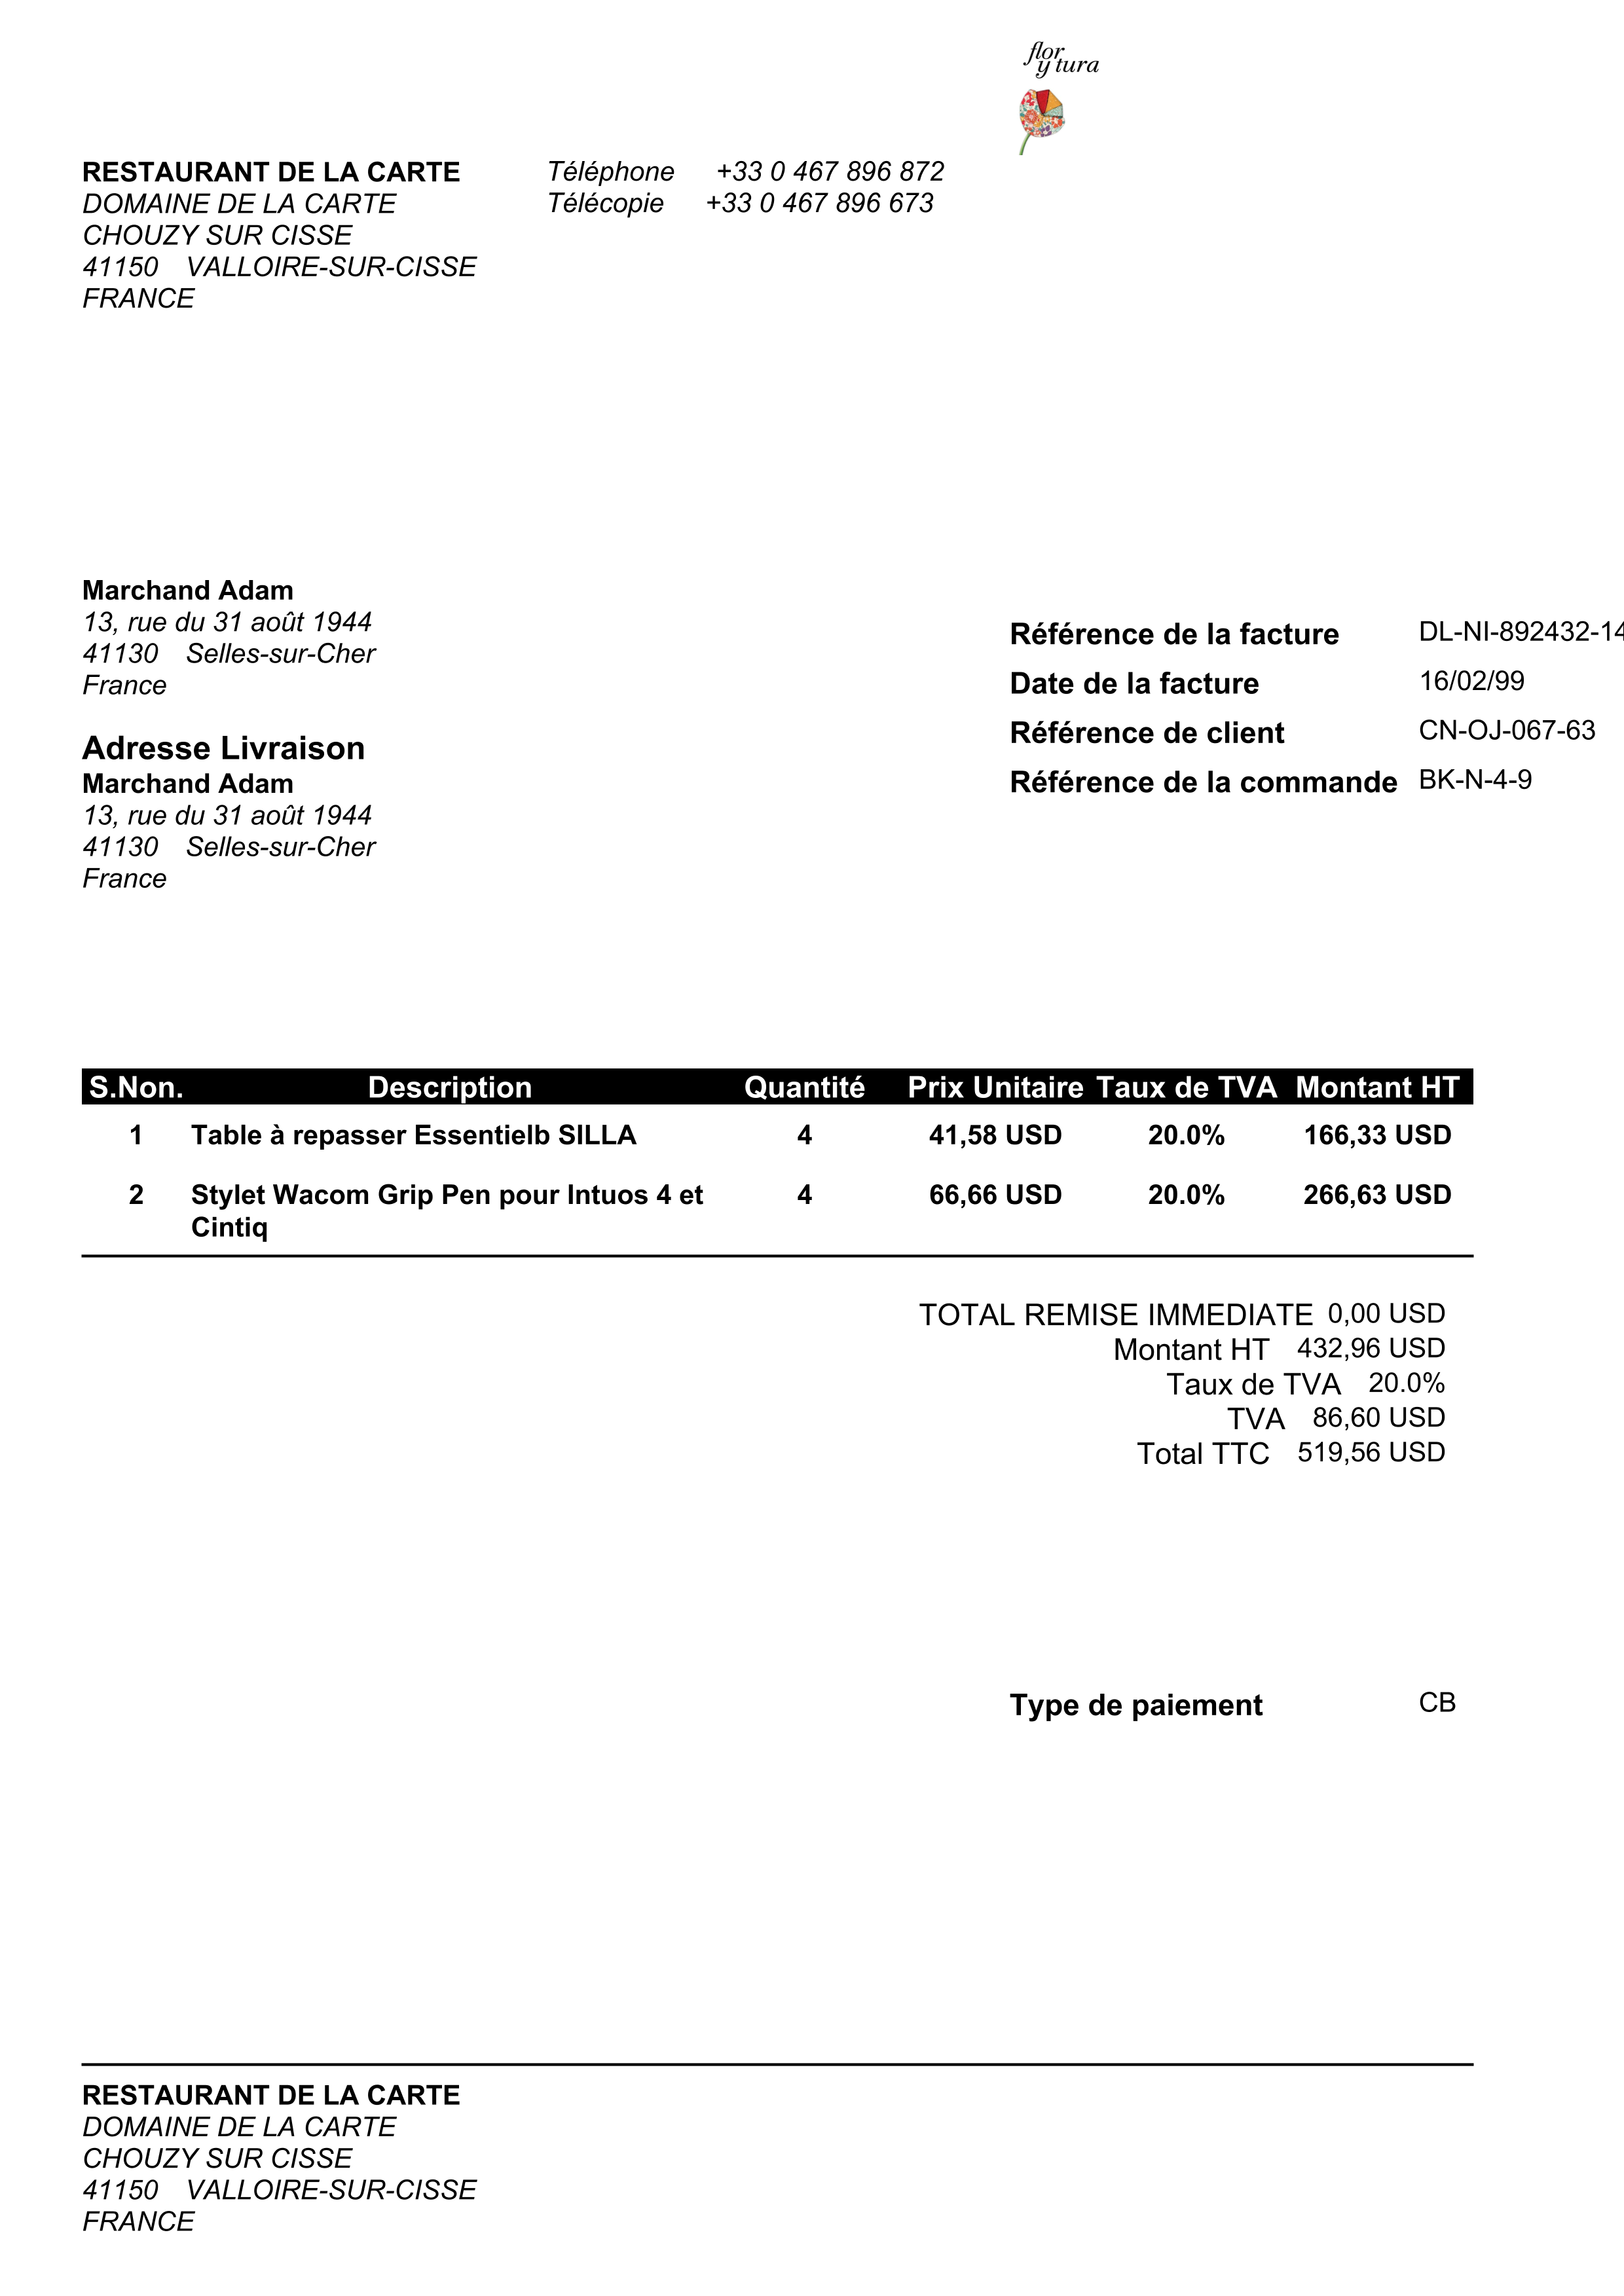 flor
y tura
RESTAURANT DE LA CARTE
DOMAINE DE LA CARTE
CHOUZY SUR CISSE
41150 VALLOIRE-SUR-CISSE
FRANCE
Téléphone +33 0 467 896 872
Télécopie +33 0 467 896 673
Marchand Adam
13, rue du 31 août 1944
41130 Selles-sur-Cher
France
Adresse Livraison
Marchand Adam
13, rue du 31 août 1944
41130 Selles-sur-Cher
France
Référence de la facture DL-NI-892432-14
Date de la facture 16/02/99
Référence de client CN-OJ-067-63
Référence de la commande BK-N-4-9
S.Non. Description Quantité Prix Unitaire Taux de TVA Montant HT
1 Table à repasser Essentielb SILLA 4 41,58 USD 20.0% 166,33 USD
2 Stylet Wacom Grip Pen pour Intuos 4 et 4 66,66 USD 20.0% 266,63 USD
Cintiq
TOTAL REMISE IMMEDIATE 0,00 USD
Montant HT 432,96 USD
Taux de TVA 20.0%
TVA 86,60 USD
Total TTC 519,56 USD
Type de paiement CB
RESTAURANT DE LA CARTE
DOMAINE DE LA CARTE
CHOUZY SUR CISSE
41150 VALLOIRE-SUR-CISSE
FRANCE